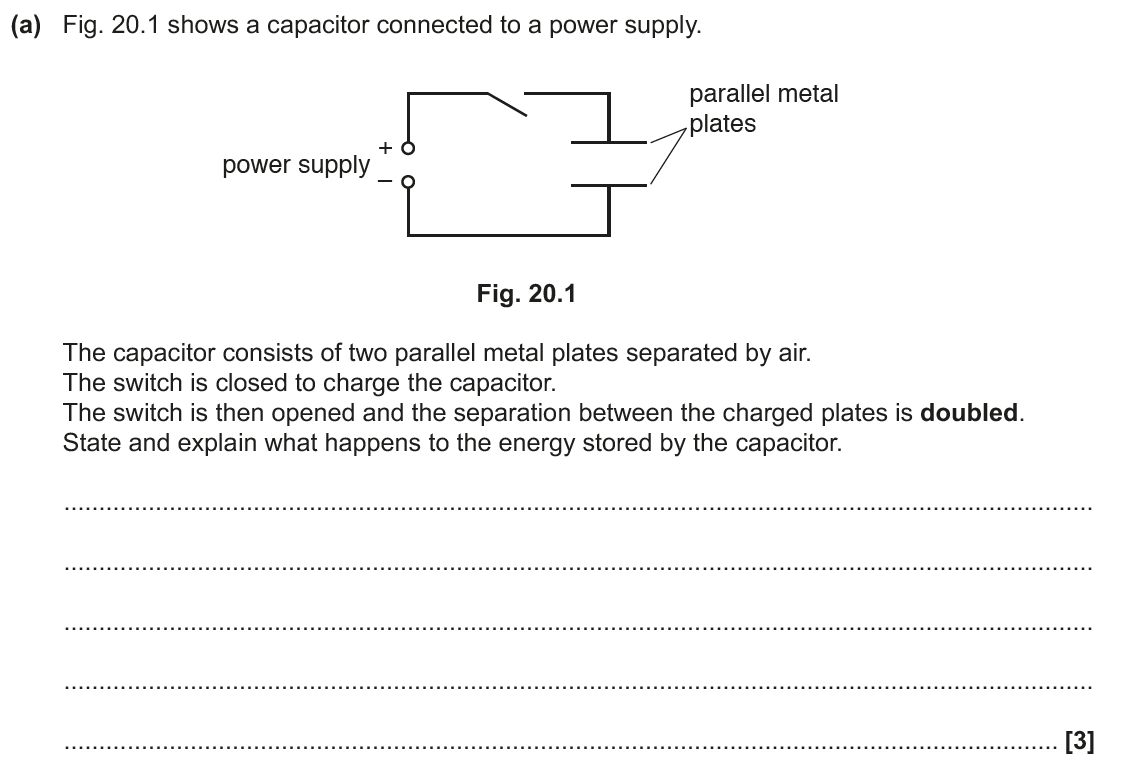 (a) Fig. 20.1 shows a capacitor connected to a power supply.
parallel metal
plates
+
power supply
–
Fig. 20.1
The capacitor consists of two parallel metal plates separated by air.
The switch is closed to charge the capacitor.
The switch is then opened and the separation between the charged plates is doubled.
State and explain what happens to the energy stored by the capacitor.
..........................................................................................................................................................
..........................................................................................................................................................
..........................................................................................................................................................
..........................................................................................................................................................
..................................................................................................................................................... [3]